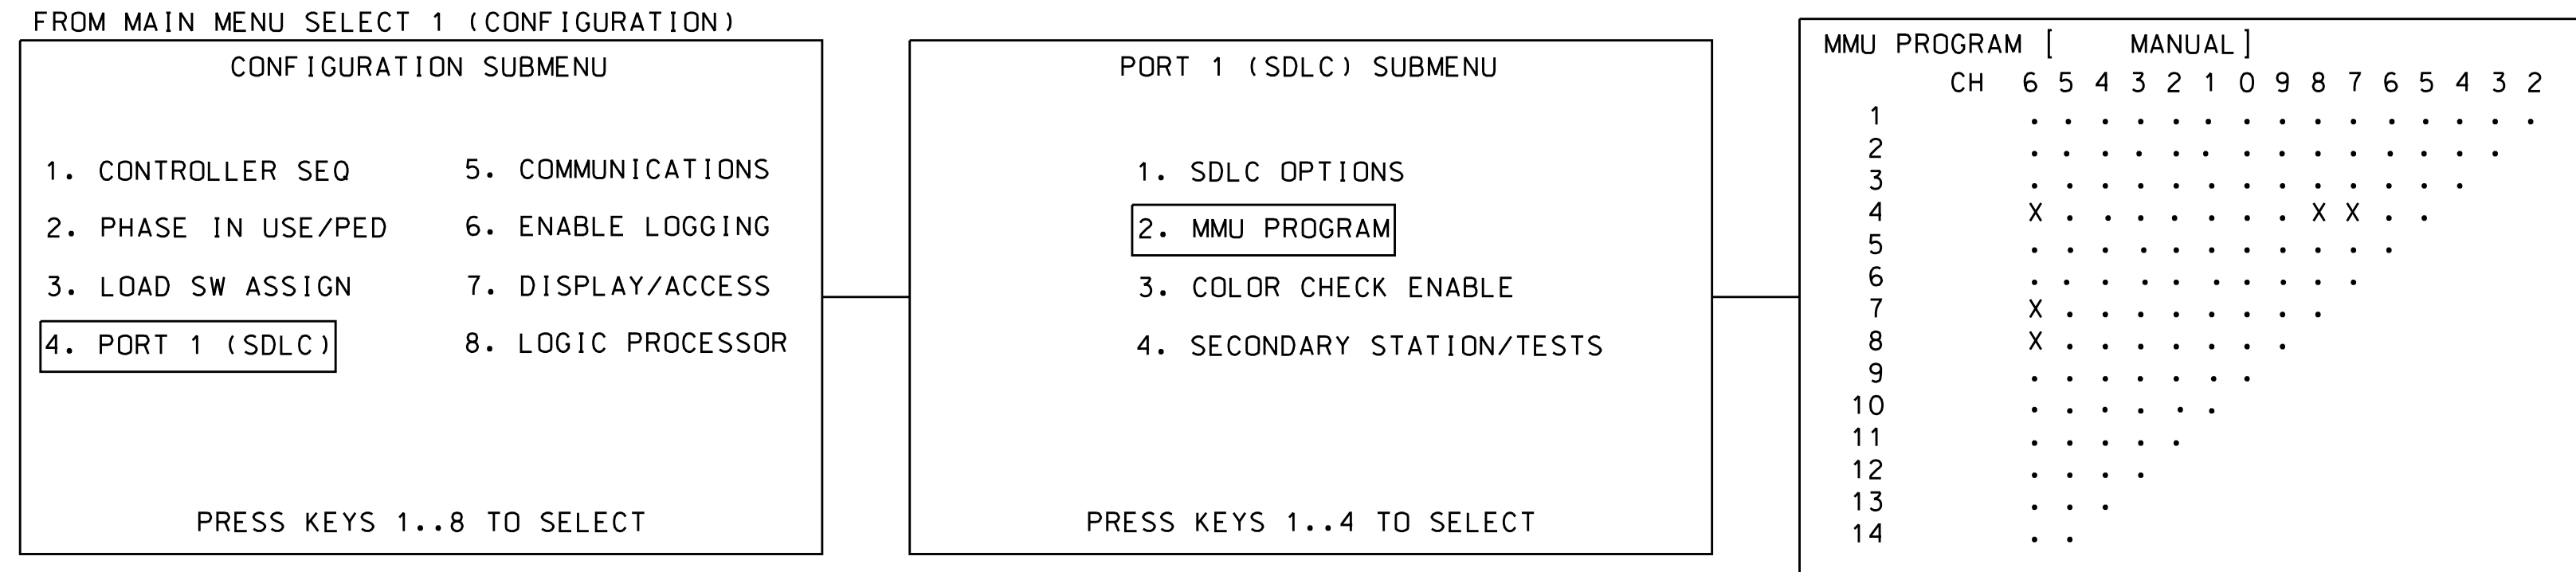 FROM MAIN MENU SELECT 1 (CONFIGURATION)
CONFIGURATION SUBMENU
1. CONTROLLER SEQ
2. PHASE IN USE/PED
3. LOAD SW ASSIGN
4. PORT 1 (SDLC)
5. COMMUNICATIONS
6. ENABLE LOGGING
7. DISPLAY/ACCESS
8. LOGIC PROCESSOR
PRESS KEYS 1..8 TO SELECT
PORT 1 (SDLC) SUBMENU
1. SDLC OPTIONS
2. MMU PROGRAM
3. COLOR CHECK ENABLE
4. SECONDARY STATION/TESTS
PRESS KEYS 1..4 TO SELECT
MMU PROGRAM [ MANUAL]
CH 6 5 4 3 2 1 0 9 8 7 6 5 4 3 2
1 . . . . . . . . . . . . . . .
2 . . . . . . . . . . . . . .
3 . . . . . . . . . . . . .
4 X . . . . . . . X X . .
5 . . . . . . . . . . .
6 . . . . . . . . . .
7 X . . . . . . . .
8 X . . . . . . .
9 . . . . . . .
10 . . . . . .
11 . . . . .
12 . . . .
13 . . .
14 . .